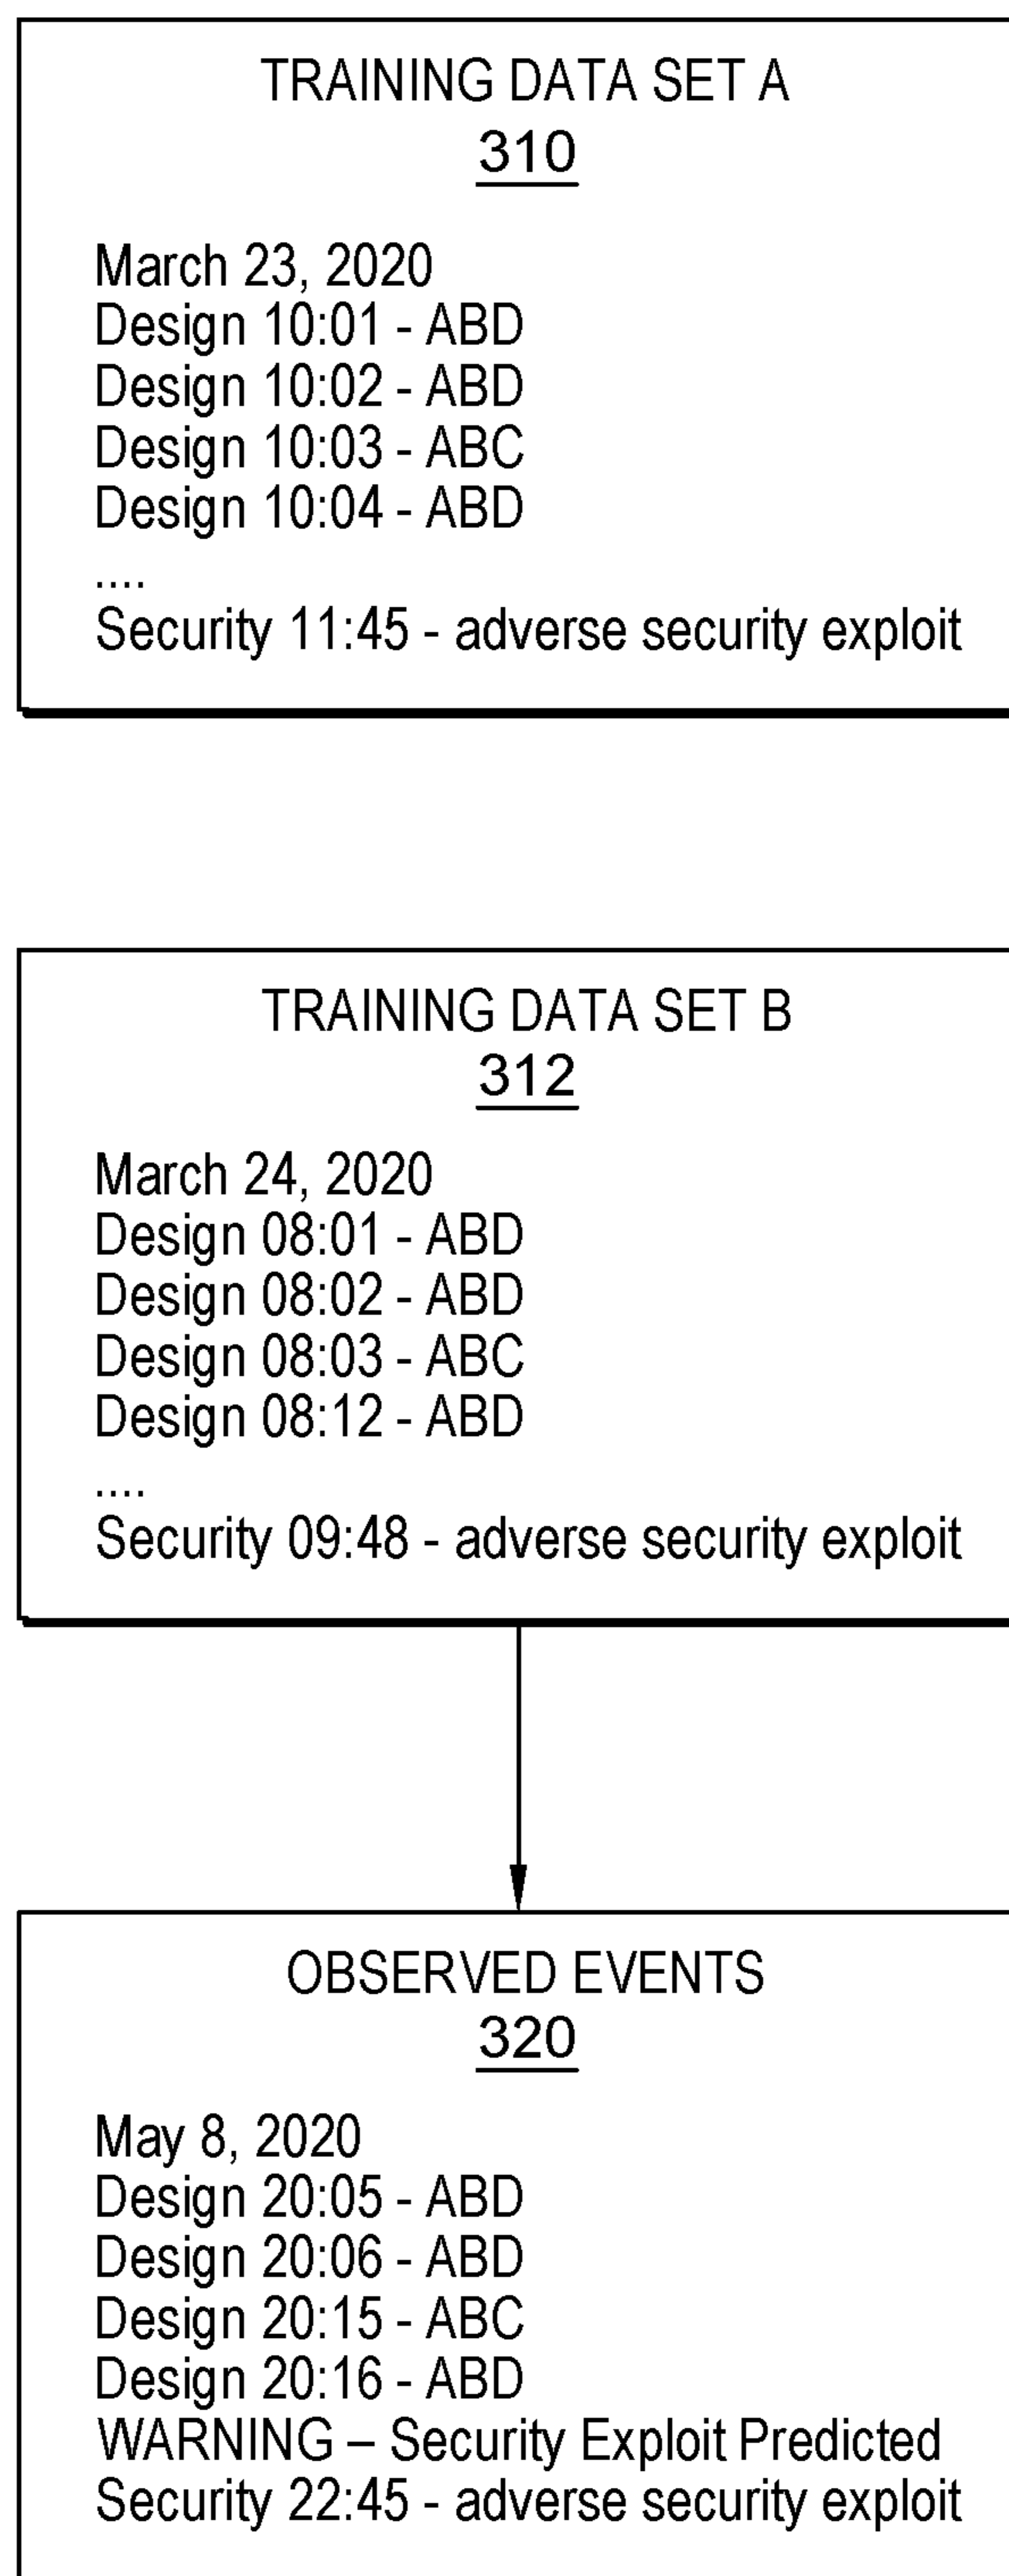 TRAINING DATA SET A
310
March 23, 2020
Design 10:01 - ABD
Design 10:02 - ABD
Design 10:03 - ABC
Design 10:04 - ABD
....
Security 11:45 - adverse security exploit
TRAINING DATA SET B
312
March 24, 2020
Design 08:01 - ABD
Design 08:02 - ABD
Design 08:03 - ABC
Design 08:12 - ABD
....
Security 09:48 - adverse security exploit
OBSERVED EVENTS
320
May 8, 2020
Design 20:05 - ABD
Design 20:06 - ABD
Design 20:15 - ABC
Design 20:16 - ABD
WARNING – Security Exploit Predicted
Security 22:45 - adverse security exploit